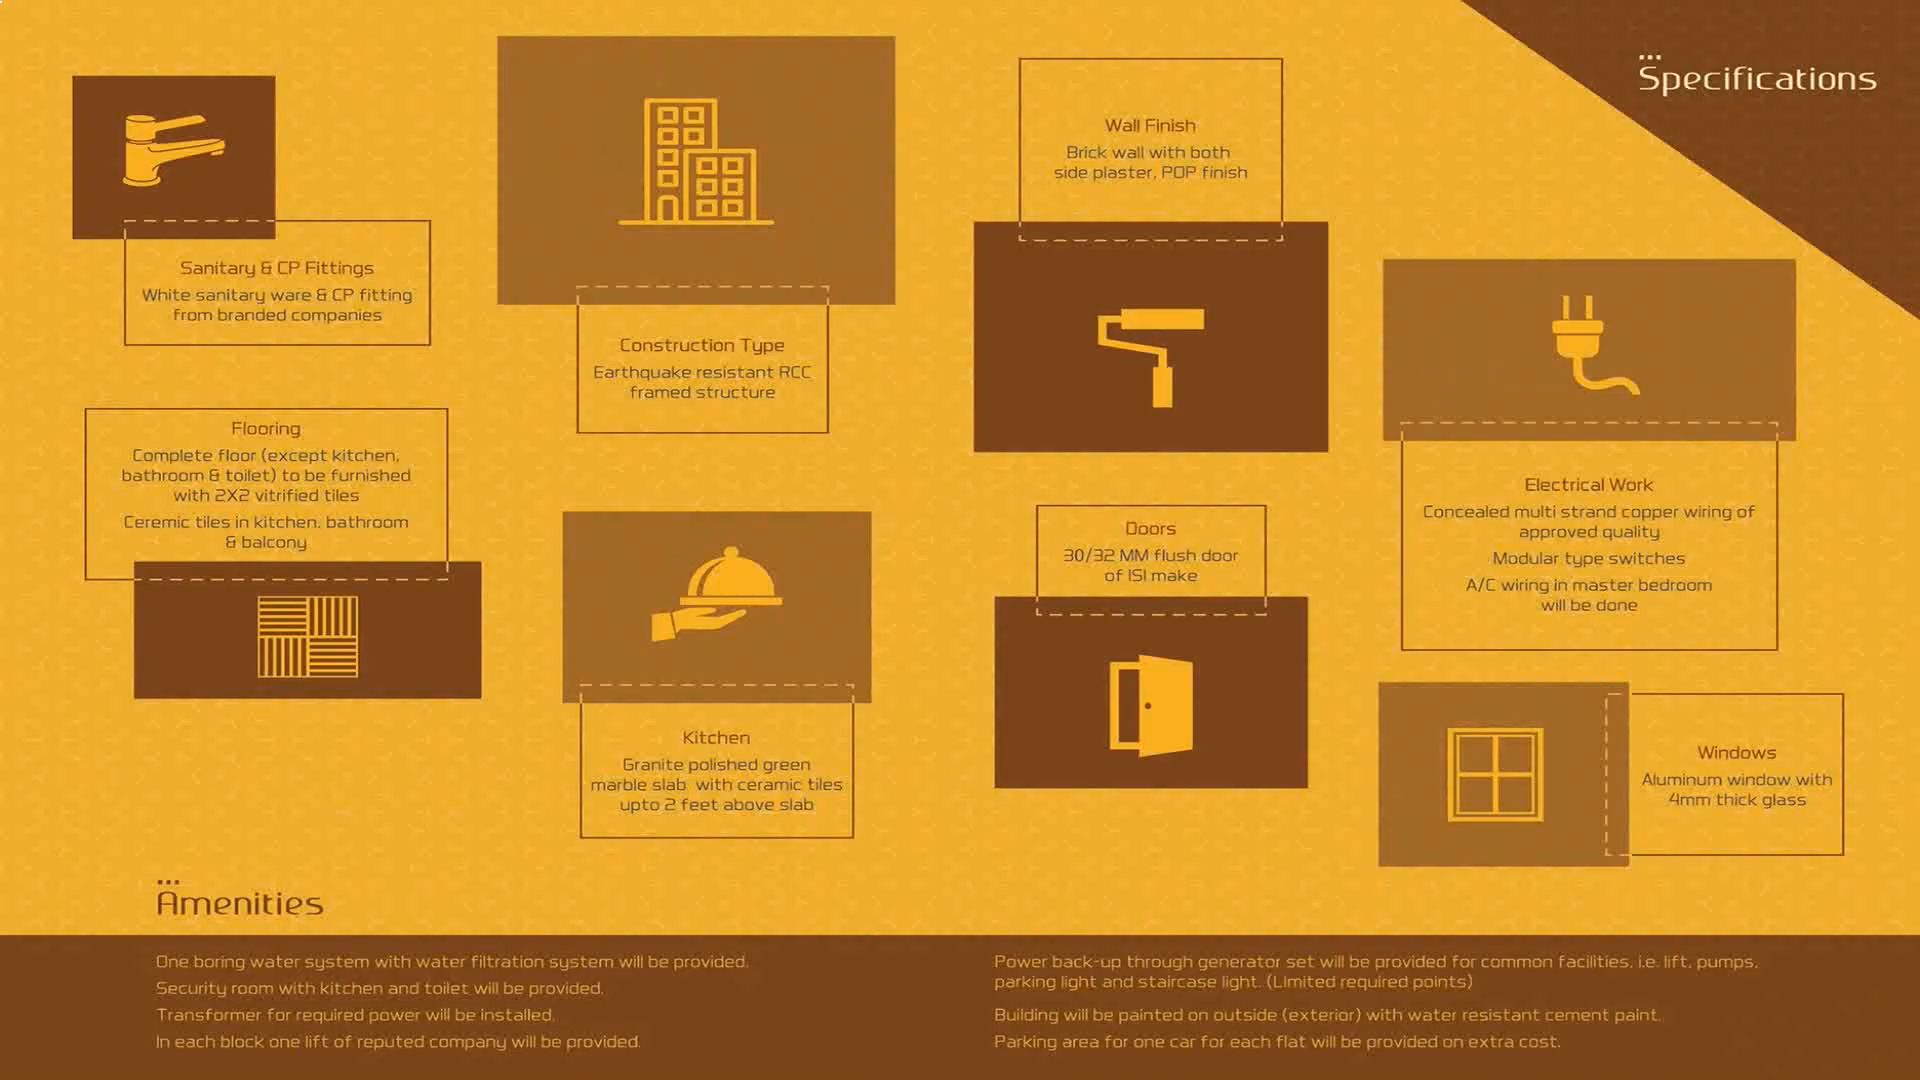 Specifications
Sanitary & CP Fittings
White sanitary ware & CP fitting
from branded companies
Construction Type
Earthquake resistant RCC
framed structure
Wall Finish
Brick wall with both
side plaster, POP finish
Electrical Work
Concealed multi strand copper wiring of
approved quality
Modular type switches
A/C wiring in master bedroom
will be done
Flooring
Complete floor (except kitchen,
bathroom & toilet) to be furnished
with 2X2 vitrified tiles
Ceremic tiles in kitchen, bathroom
& balcony
Kitchen
Granite polished green
marble slab with ceramic tiles
upto 2 feet above slab
Doors
30/32 MM flush door
of ISI make
Windows
Aluminum window with
4mm thick glass
Amenities
One boring water system with water filtration system will be provided.
Security room with kitchen and toilet will be provided.
Transformer for required power will be installed.
In each block one lift of reputed company will be provided.
Power back-up through generator set will be provided for common facilities, i.e. lift, pumps,
parking light and staircase light. (LImited required points)
Building will be painted on outside (exterior) with water resistant cement paint.
Parking area for one car for each flat will be provided on extra cost.